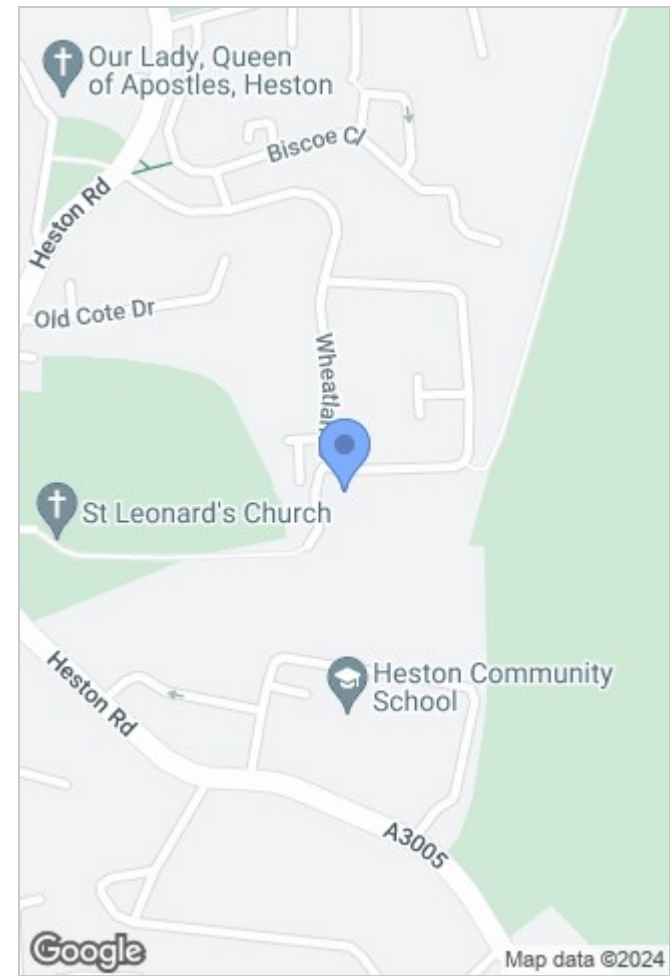 Our Lady, Queen
of Apostles, Heston
Biscoe Cl
Heston Rd
Old Cote Dr
Wheatlan
St Leonard's Church
Heston Community
School
Heston Rd
A3005
Google
Map data ©2024